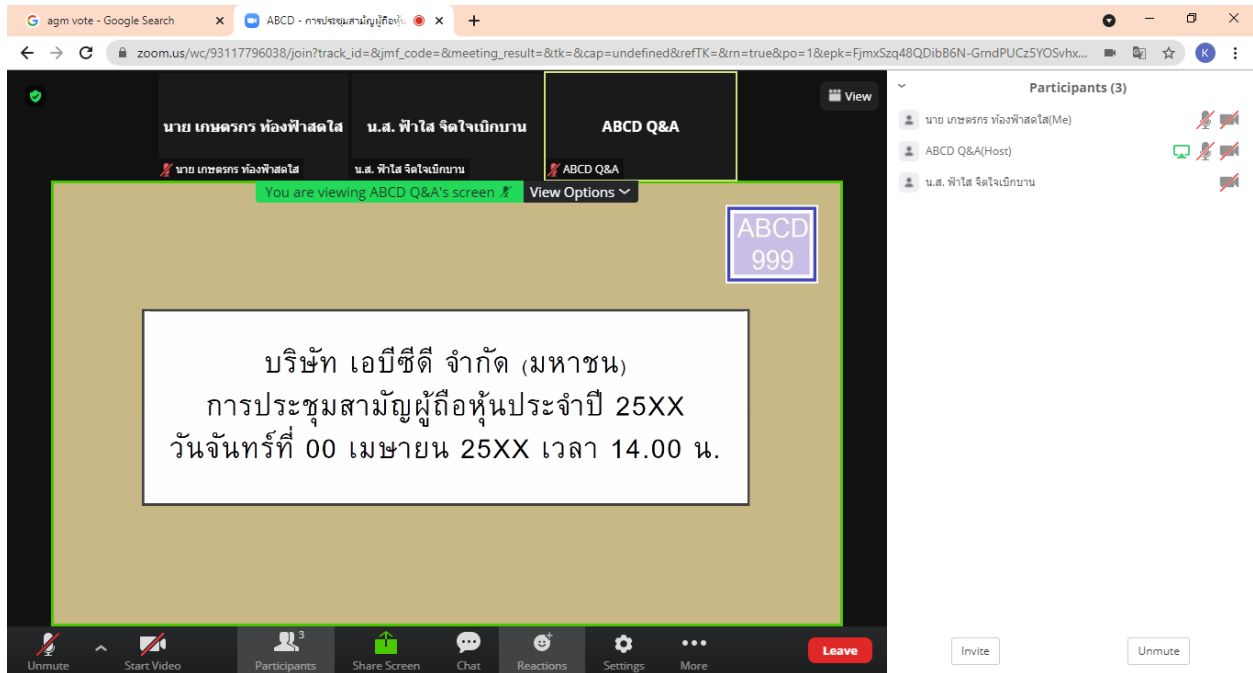 agm vote - Google Search
ABCD - การประชุมสามัญผู้ถือหุ้น
zoom.us/wc/93117796038/join?track_id=&jmf_code=&meeting_result=&tk=&cap=undefined&refTK=&rn=true&po=1&epk=FjmxSzq48QDibB6N-GrndPUCz5YOSvhx...
K
View
นาย เกษตรกร ท้องฟ้าสดใส
น.ส. ฟ้าใส จิตใจเบิกบาน
ABCD Q&A
นาย เกษตรกร ท้องฟ้าสดใส
น.ส. ฟ้าใส จิตใจเบิกบาน
ABCD Q&A
You are viewing ABCD Q&A's screen
View Options
ABCD
999
บริษัท เอบีซีดี จำกัด (มหาชน)
การประชุมสามัญผู้ถือหุ้นประจำปี 25XX
วันจันทร์ที่ 00 เมษายน 25XX เวลา 14.00 น.
Unmute
Start Video
3
Participants
Share Screen
Chat
Reactions
Settings
More
Leave
Participants (3)
นาย เกษตรกร ท้องฟ้าสดใส(Me)
ABCD Q&A(Host)
น.ส. ฟ้าใส จิตใจเบิกบาน
Invite
Unmute